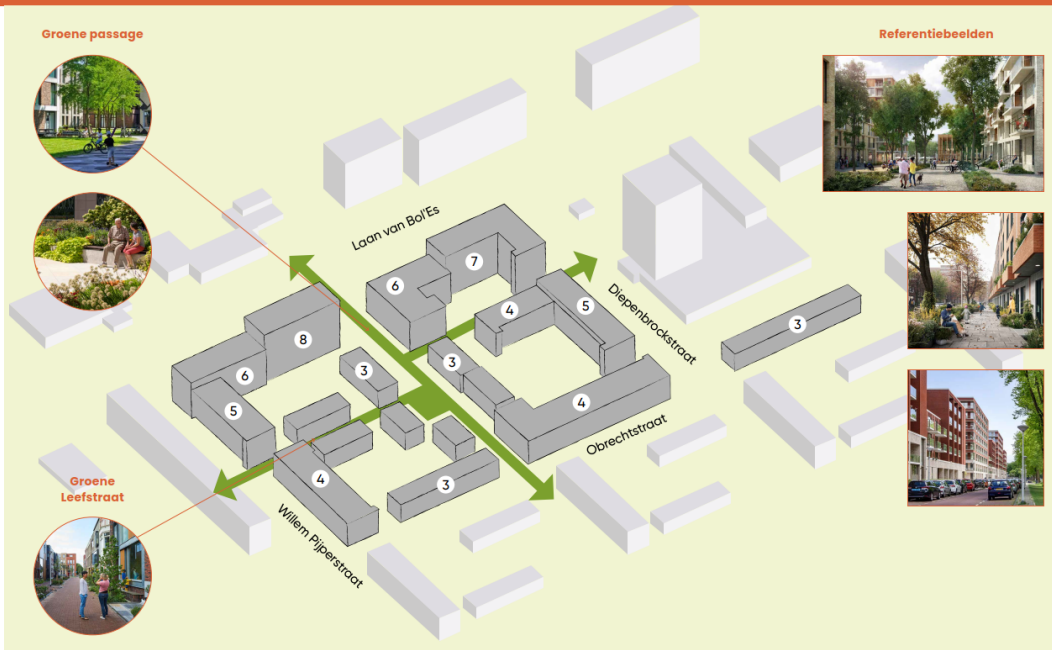 Groene passage
Referentiebeelden
Laan van Bol'Es
7
6
Diepenbrockstraat
4
5
3
8
3
3
6
5
4
Obrechtstraat
4
3
Groene
Leefstraat
Willem Pijperstraat